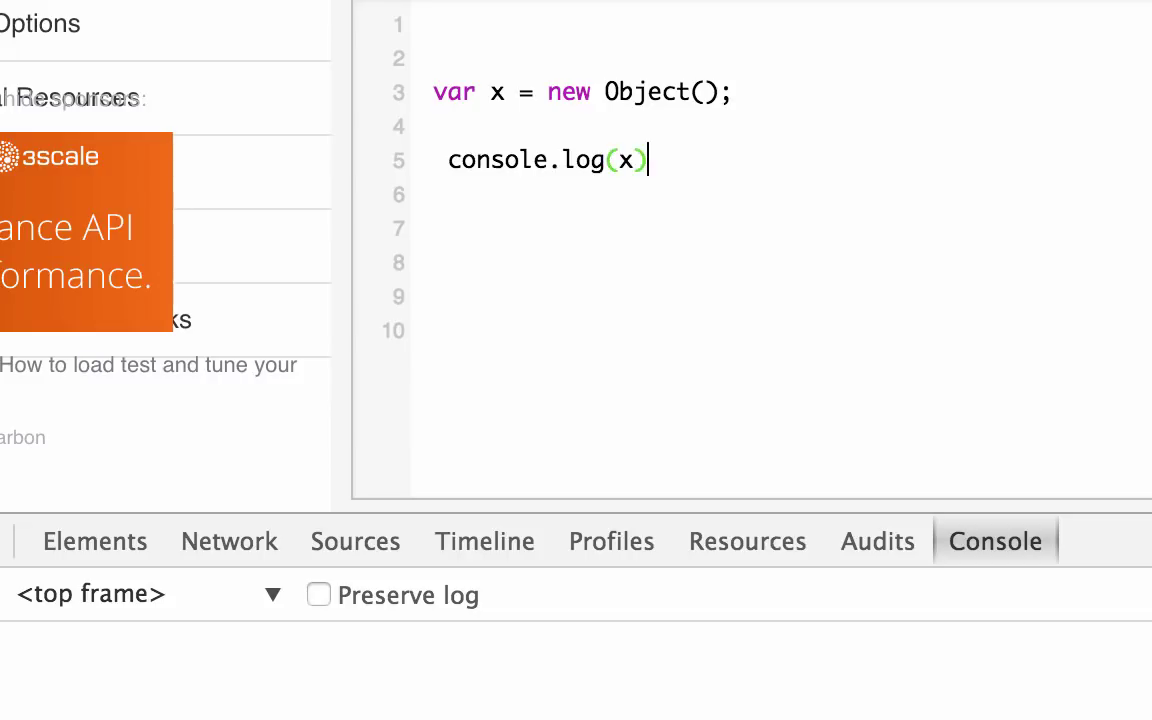 Options
l Resources
hide sponsors:
3scale
ance API
formance.
ks
How to load test and tune your
arbon
1
2
3 var x = new Object();
4
5 console.log(x)
6
7
8
9
10
Elements Network Sources Timeline Profiles Resources Audits Console
<top frame> ▼ Preserve log